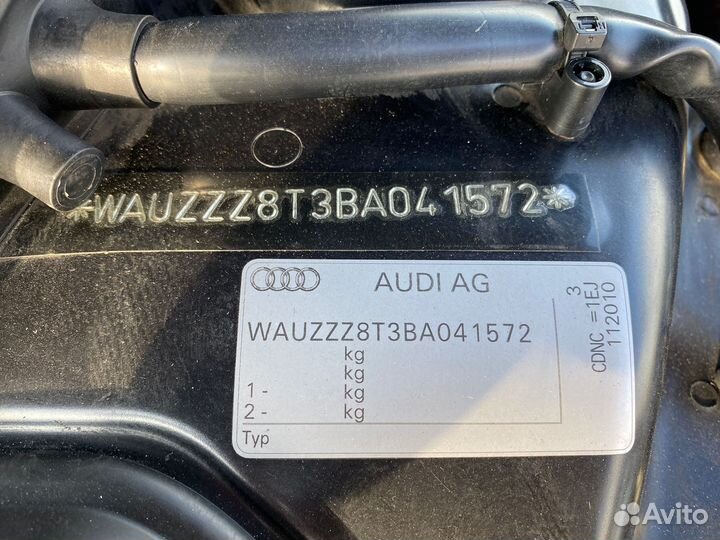 *WAUZZZ8T3BA041572*
AUDI AG
WAUZZZ8T3BA041572
kg
kg
1 - kg
2 - kg
Typ
3
CDNC =1EJ
112010
Avito